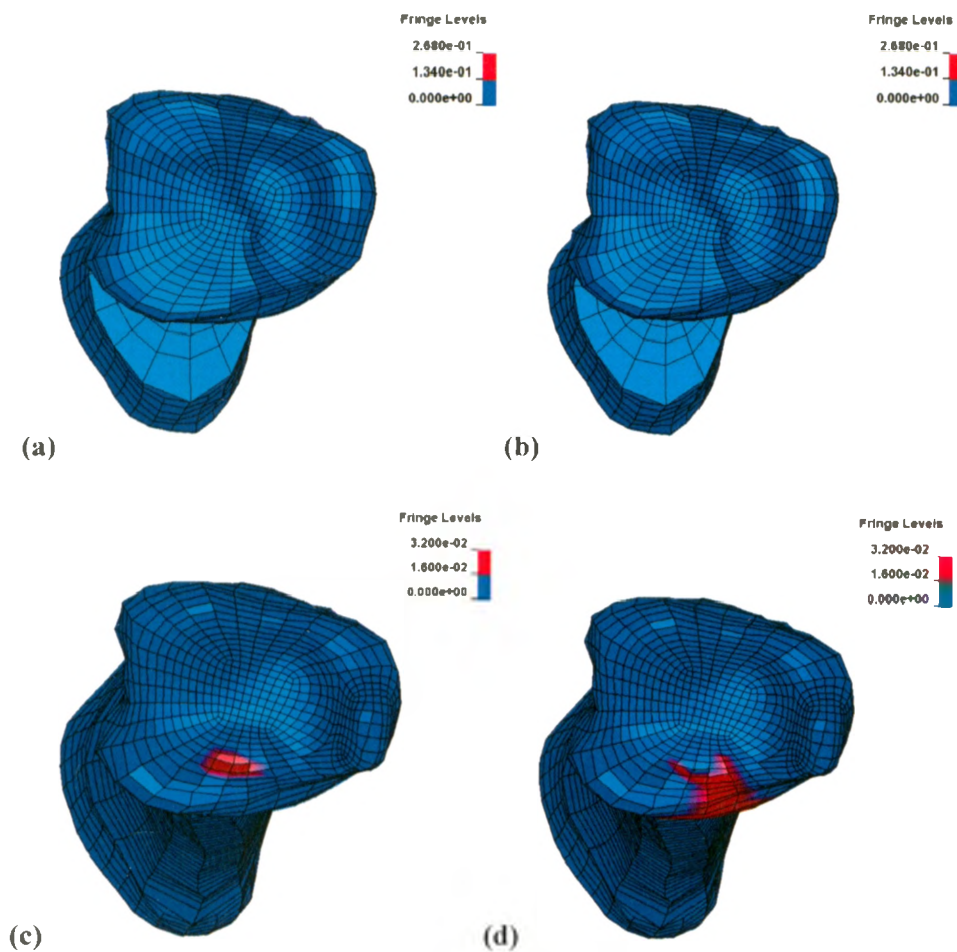 Fringe Levels
2.680e-01
1.340e-01
0.000e+00
Fringe Levels
2.680e-01
1.340e-01
0.000e+00
(a)
(b)
Fringe Levels
3.200e-02
1.600e-02
0.000e+00
Fringe Levels
3.200e-02
1.600e-02
0.000e+00
(c)
(d)